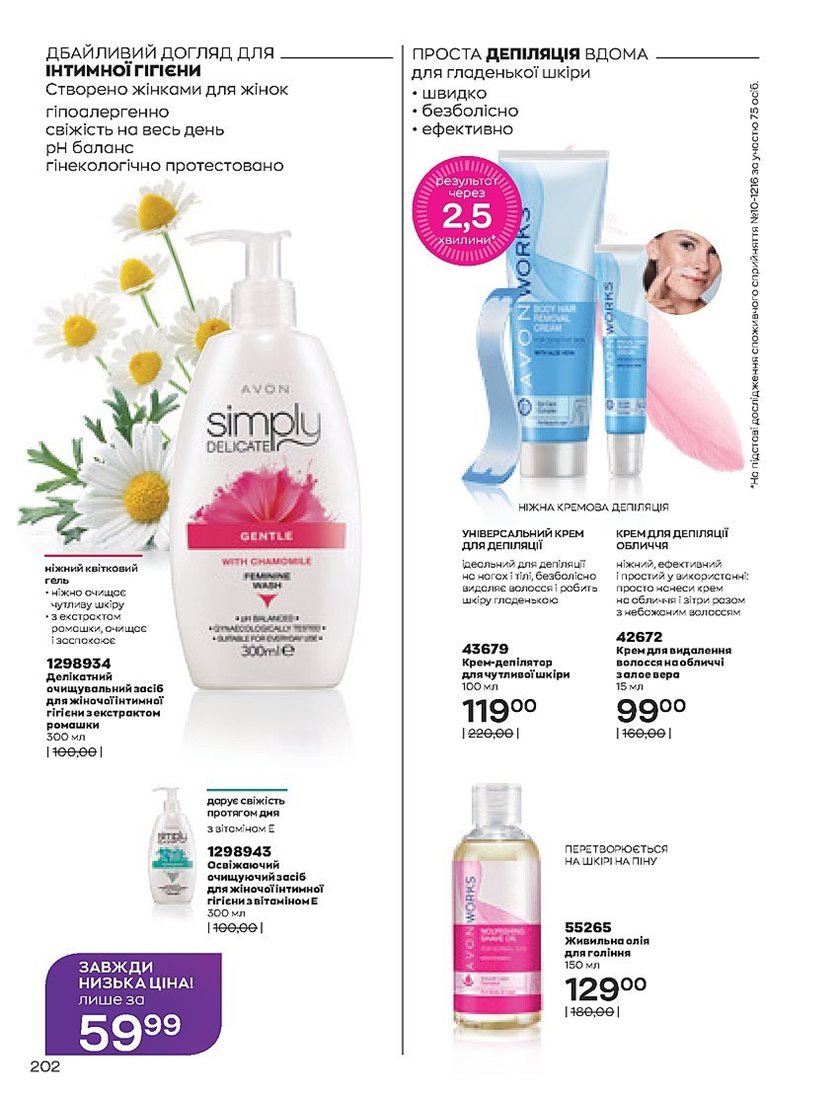 ДБАЙЛИВИЙ ДОГЛЯД ДЛЯ
ІНТИМНОЇ ГІГІЄНИ
Створено жінками для жінок
гіпоалергенно
свіжість на весь день
pH баланс
гінекологічно протестовано
AVON
simply
DELICATE
GENTLE
WITH CHAMOMILE
FEMININE
WASH
• pH BALANCED •
• GYNAECOLOGICALLY TESTED •
• SUITABLE FOR EVERYDAY USE •
300ml e
ніжний квітковий
гель
• ніжно очищає
чутливу шкіру
• з екстрактом
ромашки, очищає
і заспокоює
1298934
Делікатний
очищувальний засіб
для жіночої інтимної
гігієни з екстрактом
ромашки
300 мл
| 100,00 |
simply
дарує свіжість
протягом дня
з вітаміном Е
1298943
Освіжаючий
очищуючий засіб
для жіночої інтимної
гігієни з вітаміном Е
300 мл
| 100,00 |
ЗАВЖДИ
НИЗЬКА ЦІНА!
лише за
59 99
202
ПРОСТА ДЕПІЛЯЦІЯ ВДОМА
для гладенької шкіри
• швидко
• безболісно
• ефективно
результат
через
2,5
хвилини*
AVON WORKS
BODY HAIR
REMOVAL
CREAM
FOR SENSITIVE SKIN
WITH ALOE VERA
AVON WORKS
*На підставі дослідження споживчого сприйняття №10-1216 за участю 75 осіб.
НІЖНА КРЕМОВА ДЕПІЛЯЦІЯ
УНІВЕРСАЛЬНИЙ КРЕМ
ДЛЯ ДЕПІЛЯЦІЇ
ідеальний для депіляції
на ногах і тілі, безболісно
видаляє волосся і робить
шкіру гладенькою
43679
Крем-депілятор
для чутливої шкіри
100 мл
119 00
| 220,00 |
КРЕМ ДЛЯ ДЕПІЛЯЦІЇ
ОБЛИЧЧЯ
ніжний, ефективний
і простий у використанні:
просто нанеси крем
на обличчя і зітри разом
з небажаним волоссям
42672
Крем для видалення
волосся на обличчі
з алое вера
15 мл
99 00
| 160,00 |
AVON WORKS
NOURISHING
SHAVE OIL
ПЕРЕТВОРЮЄТЬСЯ
НА ШКІРІ НА ПІНУ
55265
Живильна олія
для гоління
150 мл
129 00
| 180,00 |